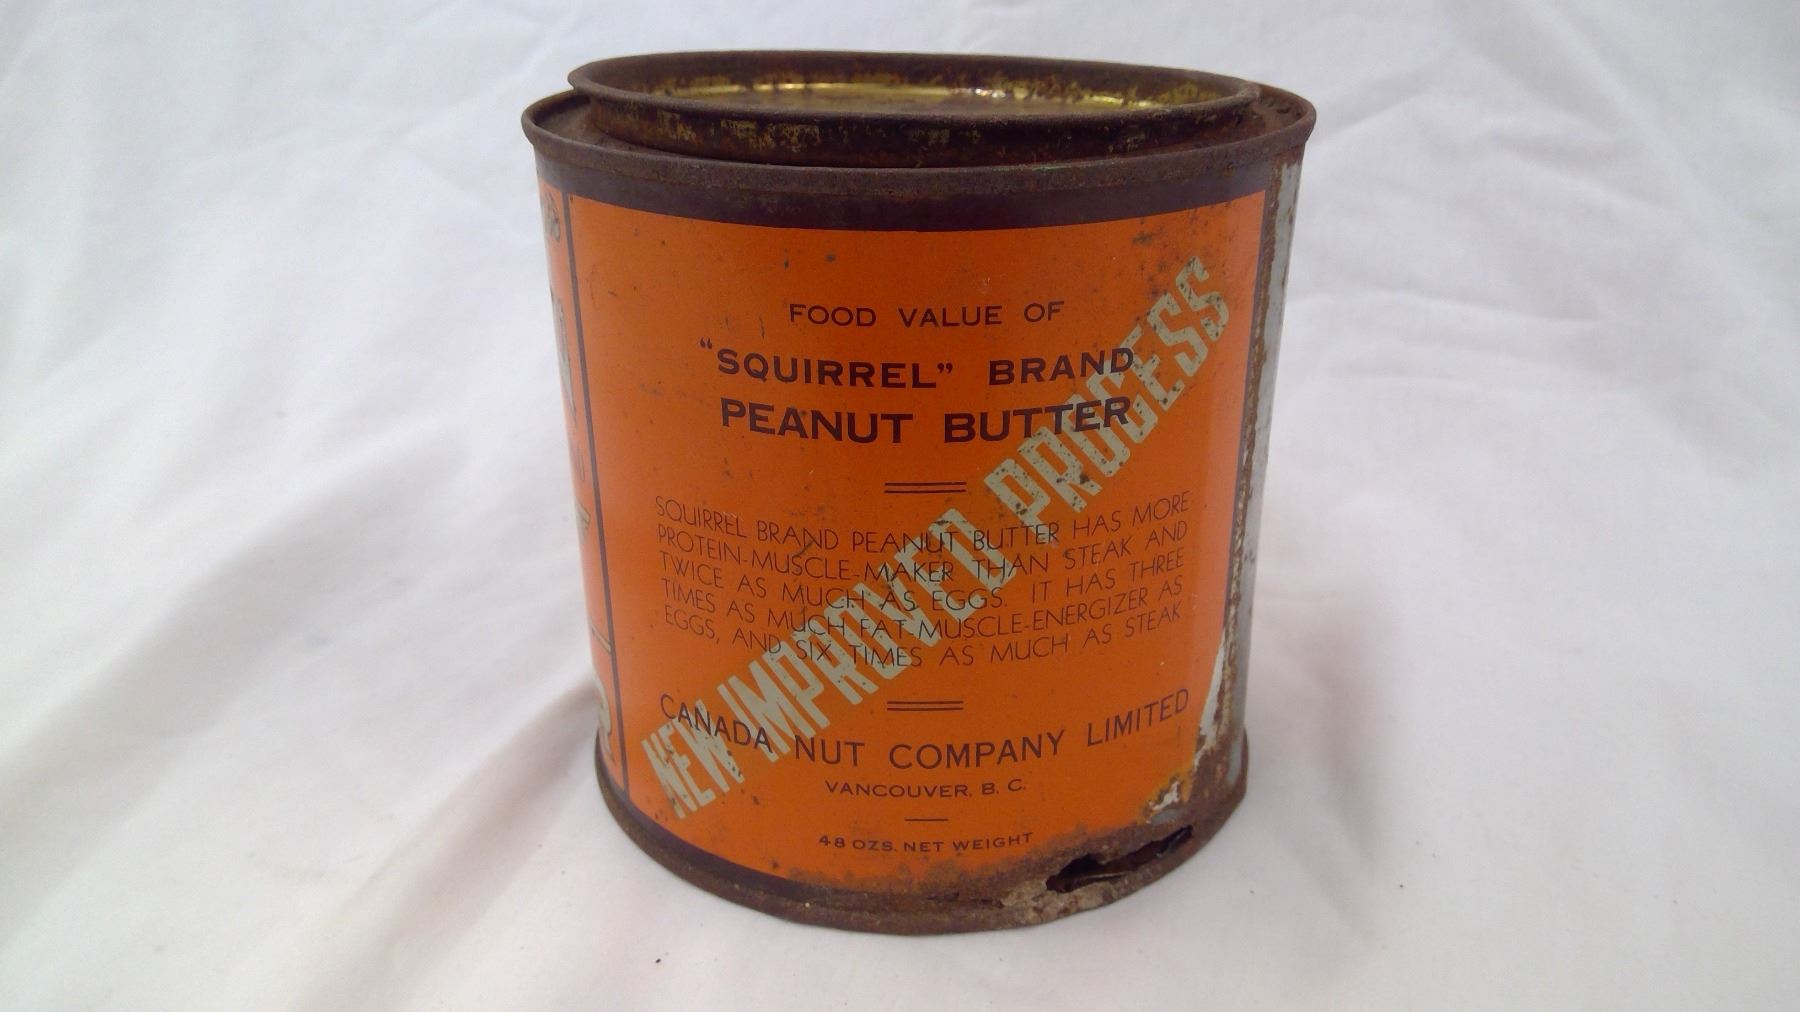 FOOD VALUE OF
"SQUIRREL" BRAND
PEANUT BUTTER
SQUIRREL BRAND PEANUT BUTTER HAS MORE
PROTEIN-MUSCLE-MAKER THAN STEAK AND
TWICE AS MUCH AS EGGS. IT HAS THREE
TIMES AS MUCH FAT-MUSCLE-ENERGIZER AS
EGGS, AND SIX TIMES AS MUCH AS STEAK
NEW IMPROVED PROCESS
CANADA NUT COMPANY LIMITED
VANCOUVER, B. C.
48 OZS. NET WEIGHT